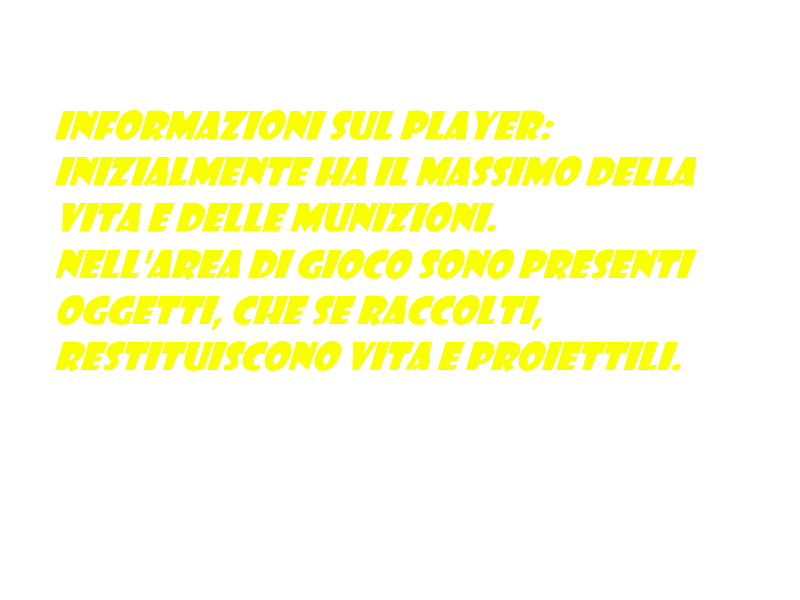 INFORMAZIONI SUL PLAYER:
INIZIALMENTE HA IL MASSIMO DELLA
VITA E DELLE MUNIZIONI.
NELL'AREA DI GIOCO SONO PRESENTI
OGGETTI, CHE SE RACCOLTI,
RESTITUISCONO VITA E PROIETTILI.